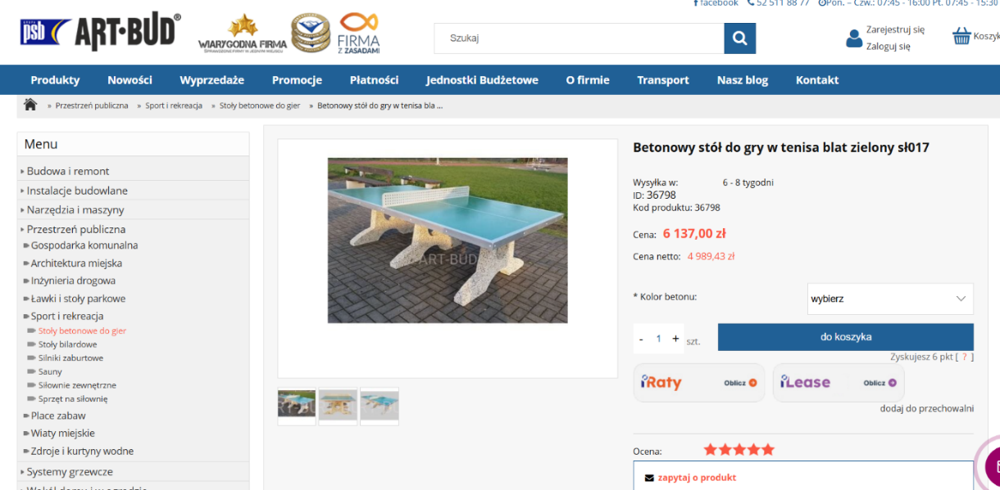 facebook 52 511 88 77 Pon. – Czw.: 07:45 - 16:00 Pt. 07:45 - 15:30
psb ART-BUD®
WIARYGODNA FIRMA
FIRMA
Z ZASADAMI
Szukaj
Zarejestruj się
Zaloguj się
Produkty Nowości Wyprzedaże Promocje Płatności Jednostki Budżetowe O firmie Transport Nasz blog Kontakt
» Przestrzeń publiczna » Sport i rekreacja » Stoły betonowe do gier » Betonowy stół do gry w tenisa bla ...
Menu
Budowa i remont
Instalacje budowlane
Narzędzia i maszyny
Przestrzeń publiczna
Gospodarka komunalna
Architektura miejska
Inżynieria drogowa
Ławki i stoły parkowe
Sport i rekreacja
Stoły betonowe do gier
Stoły bilardowe
Silniki zaburtowe
Sauny
Siłownie zewnętrzne
Sprzęt na siłownię
Place zabaw
Wiaty miejskie
Zdroje i kurtyny wodne
Systemy grzewcze
ART-BUD
Betonowy stół do gry w tenisa blat zielony sł017
Wysyłka w: 6 - 8 tygodni
ID: 36798
Kod produktu: 36798
Cena: 6 137,00 zł
Cena netto: 4 989,43 zł
* Kolor betonu: wybierz
- 1 + szt. do koszyka
Zyskujesz 6 pkt [ ? ]
iRaty Oblicz iLease Oblicz
dodaj do przechowalni
Ocena:
zapytaj o produkt